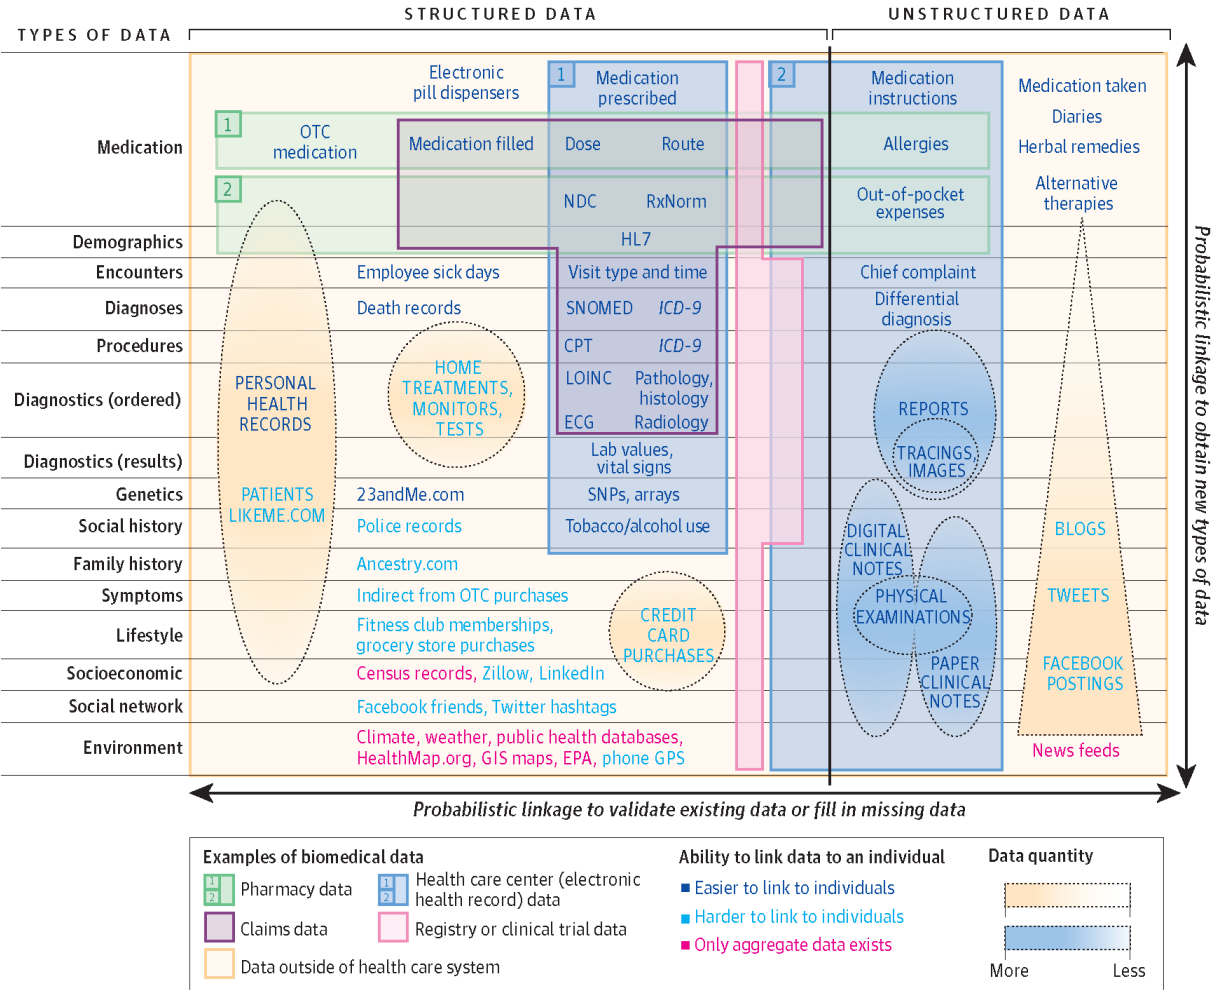 STRUCTURED DATA
UNSTRUCTURED DATA
TYPES OF DATA
Medication
Demographics
Encounters
Diagnoses
Procedures
Diagnostics (ordered)
Diagnostics (results)
Genetics
Social history
Family history
Symptoms
Lifestyle
Socioeconomic
Social network
Environment
Electronic
pill dispensers
1
Medication
prescribed
2
Medication
instructions
Medication taken
Diaries
Herbal remedies
Alternative
therapies
1
OTC
medication
Medication filled
Dose
Route
Allergies
2
NDC
RxNorm
Out-of-pocket
expenses
HL7
Employee sick days
Visit type and time
Chief complaint
Death records
SNOMED
ICD-9
Differential
diagnosis
CPT
ICD-9
HOME
TREATMENTS,
MONITORS,
TESTS
PERSONAL
HEALTH
RECORDS
LOINC
Pathology,
histology
ECG
Radiology
REPORTS
TRACINGS,
IMAGES
Lab values,
vital signs
PATIENTS
LIKEME.COM
23andMe.com
SNPs, arrays
Police records
Tobacco/alcohol use
DIGITAL
CLINICAL
NOTES
BLOGS
Ancestry.com
Indirect from OTC purchases
PHYSICAL
EXAMINATIONS
TWEETS
Fitness club memberships,
grocery store purchases
CREDIT
CARD
PURCHASES
Census records, Zillow, LinkedIn
PAPER
CLINICAL
NOTES
FACEBOOK
POSTINGS
Facebook friends, Twitter hashtags
Climate, weather, public health databases,
HealthMap.org, GIS maps, EPA, phone GPS
News feeds
Probabilistic linkage to obtain new types of data
Probabilistic linkage to validate existing data or fill in missing data
Examples of biomedical data
1
2
Pharmacy data
1
2
Health care center (electronic
health record) data
Claims data
Registry or clinical trial data
Data outside of health care system
Ability to link data to an individual
Easier to link to individuals
Harder to link to individuals
Only aggregate data exists
Data quantity
More
Less